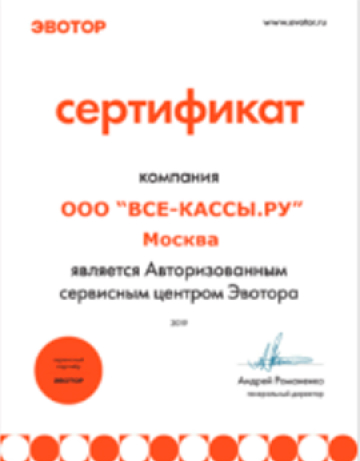 ЭВОТОР
www.evotor.ru
сертификат
компания
ООО "ВСЕ-КАССЫ.РУ"
Москва
является Авторизованным
сервисным центром Эвотора
2019
ЭВОТОР
Андрей Романенко
генеральный директор